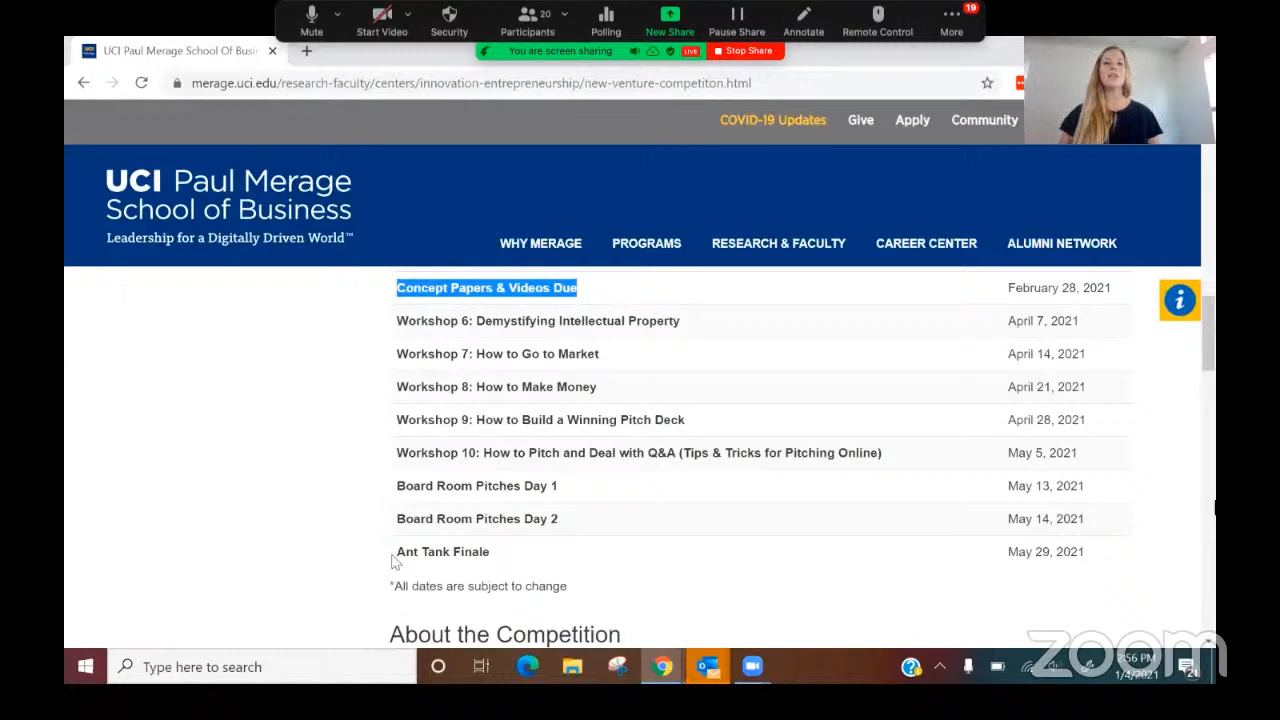 20
19
Mute
Start Video
Security
Participants
Polling
New Share
Pause Share
Annotate
Remote Control
More
UCI Paul Merage School Of Busi
You are screen sharing
LIVE
Stop Share
merage.uci.edu/research-faculty/centers/innovation-entrepreneurship/new-venture-competiton.html
COVID-19 Updates
Give
Apply
Community
UCI Paul Merage
School of Business
Leadership for a Digitally Driven World™
WHY MERAGE
PROGRAMS
RESEARCH & FACULTY
CAREER CENTER
ALUMNI NETWORK
Concept Papers & Videos Due February 28, 2021
Workshop 6: Demystifying Intellectual Property April 7, 2021
Workshop 7: How to Go to Market April 14, 2021
Workshop 8: How to Make Money April 21, 2021
Workshop 9: How to Build a Winning Pitch Deck April 28, 2021
Workshop 10: How to Pitch and Deal with Q&A (Tips & Tricks for Pitching Online) May 5, 2021
Board Room Pitches Day 1 May 13, 2021
Board Room Pitches Day 2 May 14, 2021
Ant Tank Finale May 29, 2021
*All dates are subject to change
About the Competition
Type here to search
zoom
2:56 PM
1/4/2021
21